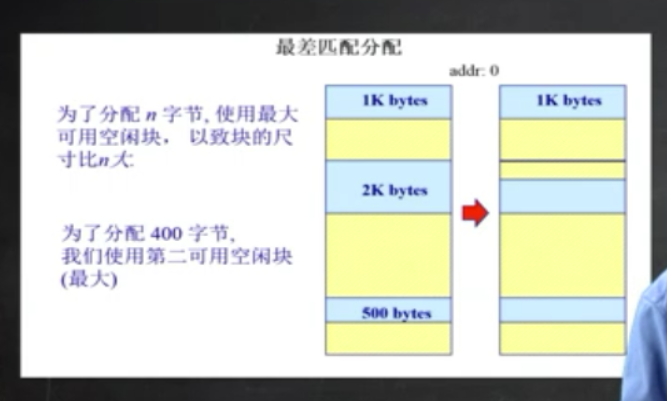 最差匹配分配
addr: 0
为了分配 n 字节, 使用最大
可用空闲块， 以致块的尺
寸比n大.
为了分配 400 字节,
我们使用第二可用空闲块
(最大)
1K bytes
2K bytes
500 bytes
1K bytes